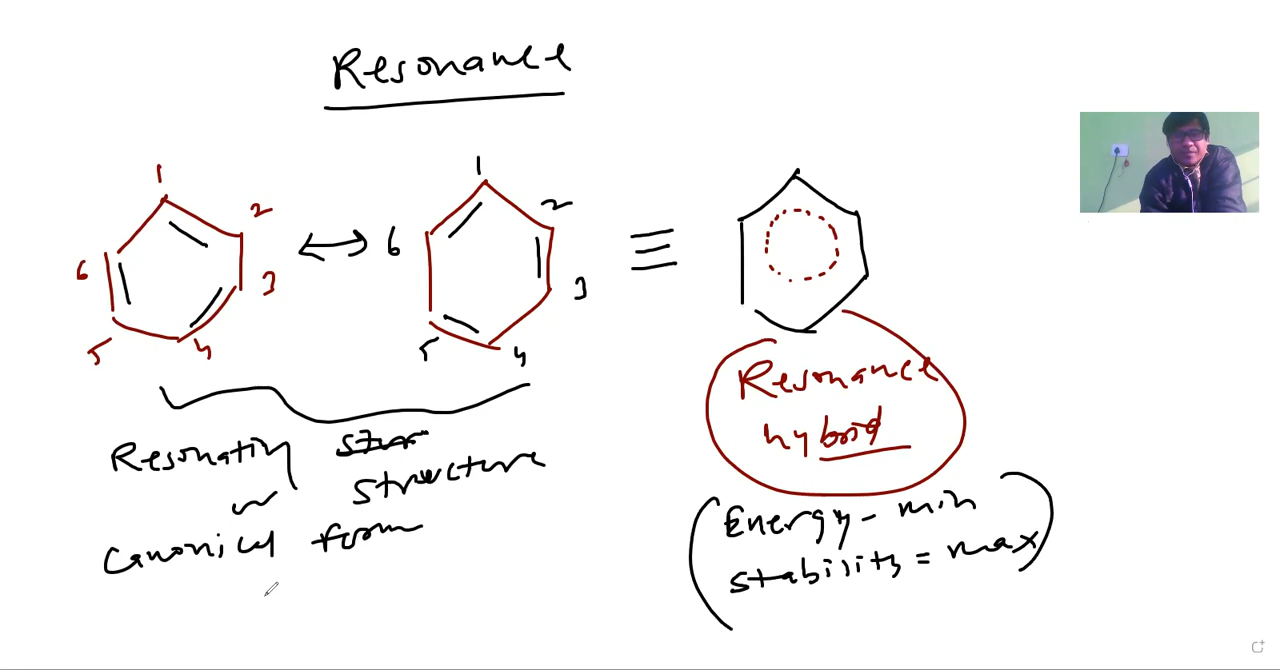 Resonance
1
2
3
4
5
6
1
2
3
4
5
6
Resonating structure
or
Canonical form
Resonance
hybrid
Energy - min
stability = max